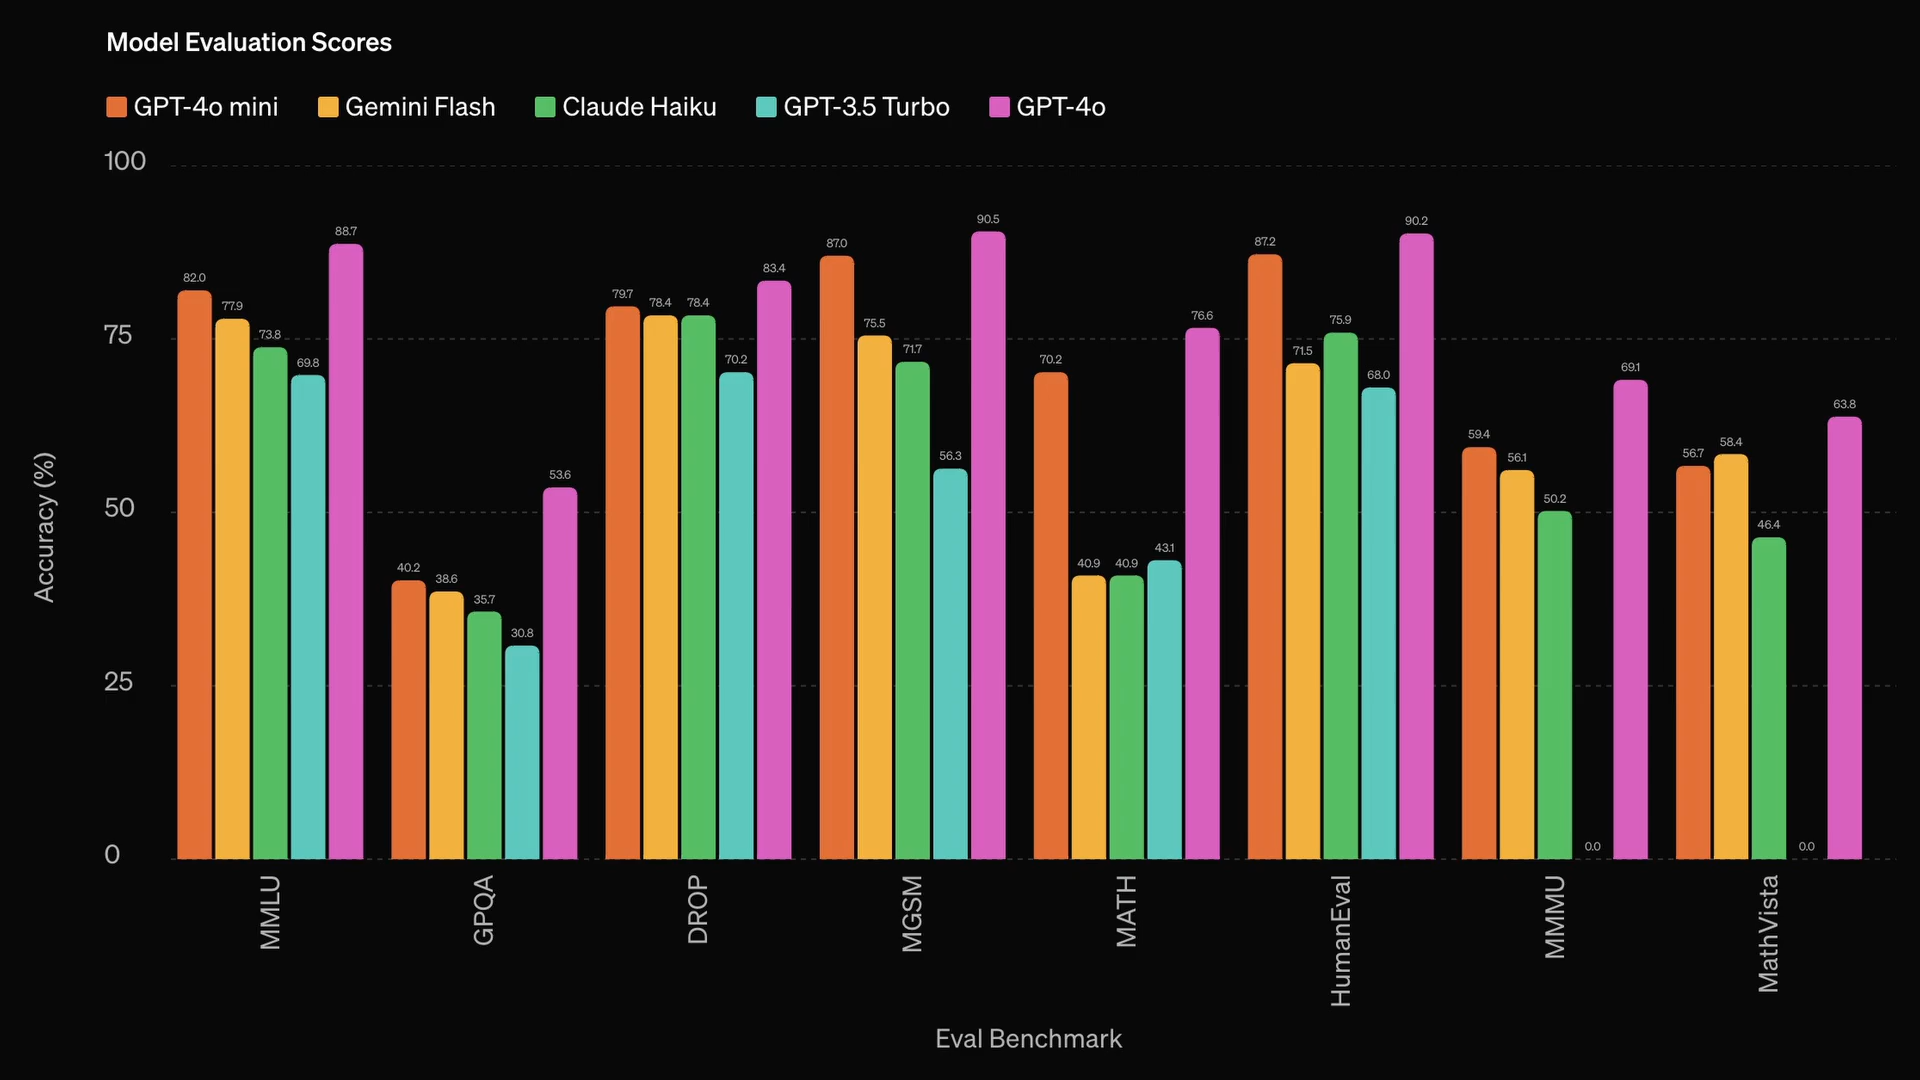 Model Evaluation Scores
GPT-4o mini Gemini Flash Claude Haiku GPT-3.5 Turbo GPT-4o
100
75
50
25
0
Accuracy (%)
82.0 77.9 73.8 69.8 88.7
40.2 38.6 35.7 30.8 53.6
79.7 78.4 78.4 70.2 83.4
87.0 75.5 71.7 56.3 90.5
70.2 40.9 40.9 43.1 76.6
87.2 71.5 75.9 68.0 90.2
59.4 56.1 50.2 0.0 69.1
56.7 58.4 46.4 0.0 63.8
MMLU
GPQA
DROP
MGSM
MATH
HumanEval
MMMU
MathVista
Eval Benchmark